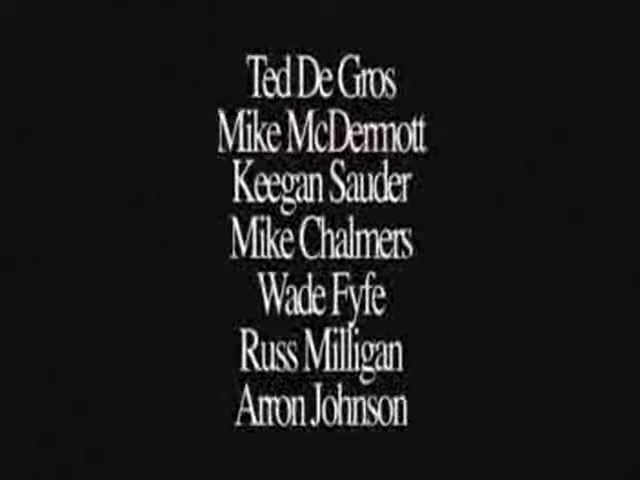 Ted De Gros
Mike McDermott
Keegan Sauder
Mike Chalmers
Wade Fyfe
Russ Milligan
Arron Johnson